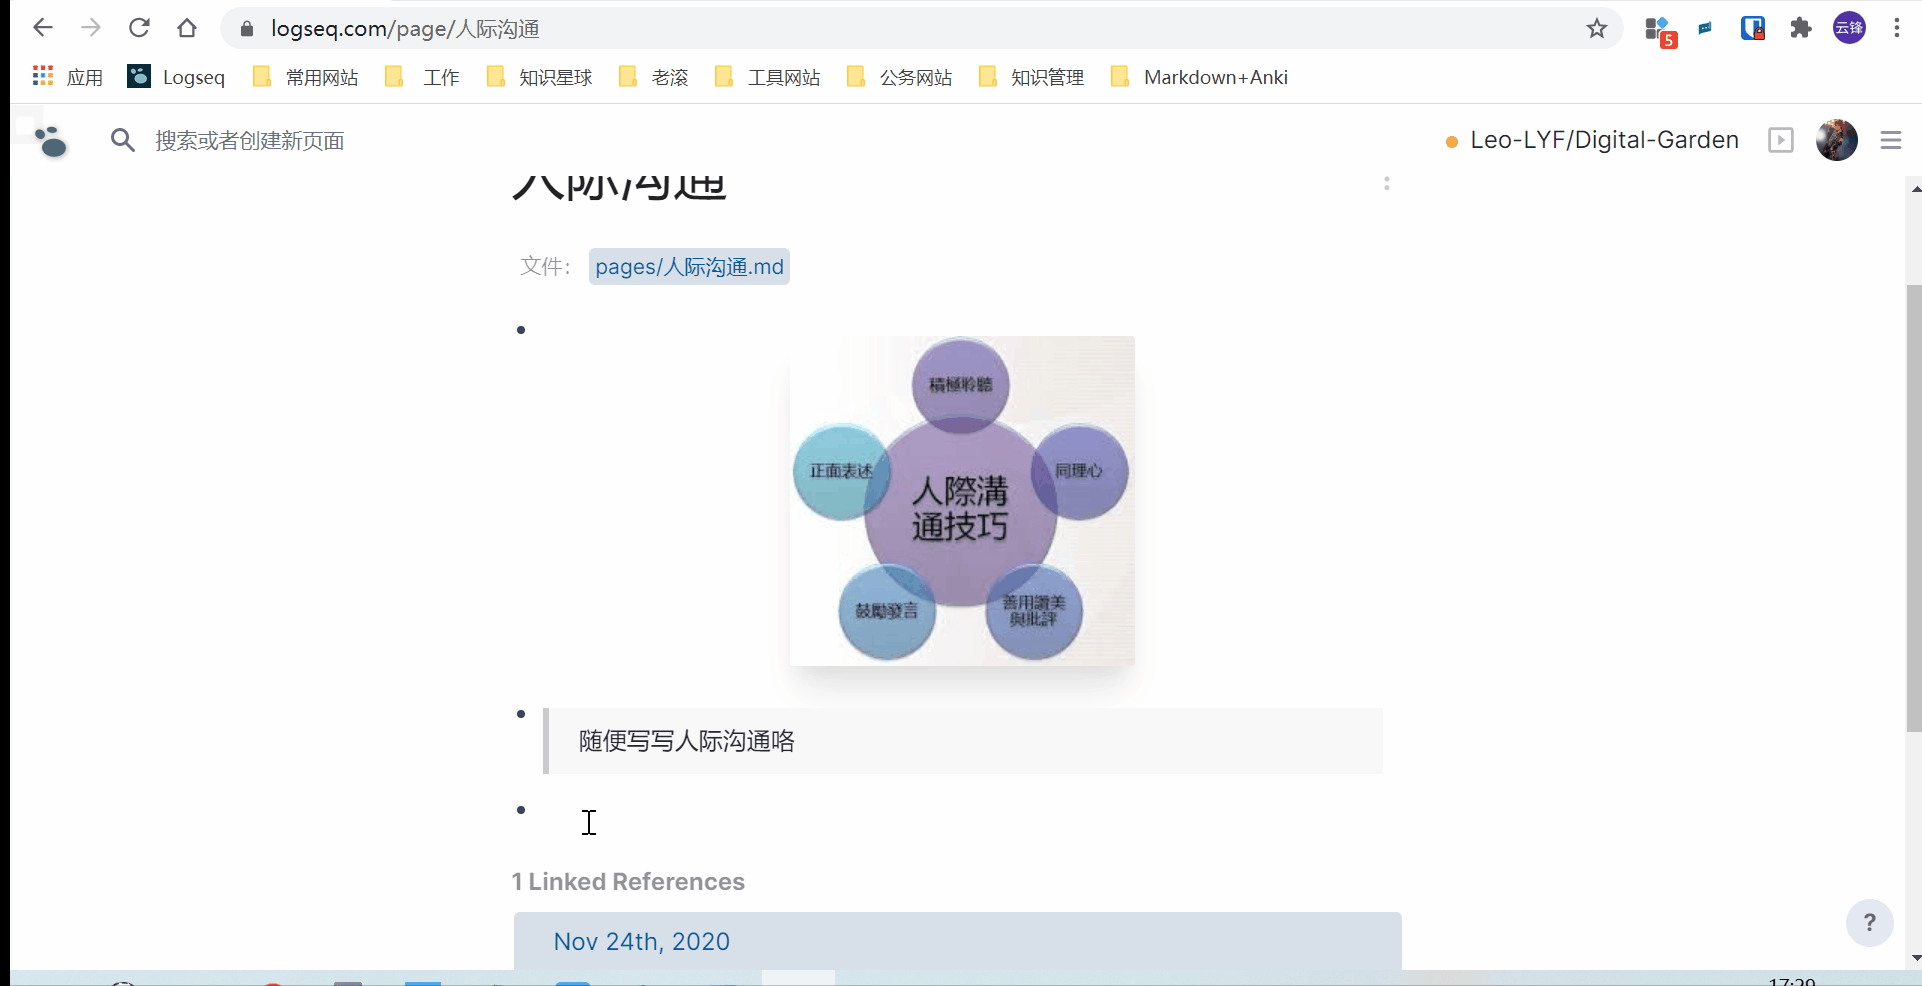 logseq.com/page/人际沟通
5
云锋
应用
Logseq
常用网站
工作
知识星球
老滚
工具网站
公务网站
知识管理
Markdown+Anki
搜索或者创建新页面
Leo-LYF/Digital-Garden
人际沟通
文件：
pages/人际沟通.md
積極聆聽
正面表述
同理心
人際溝
通技巧
鼓勵發言
善用讚美
與批評
随便写写人际沟通咯
1 Linked References
Nov 24th, 2020
?